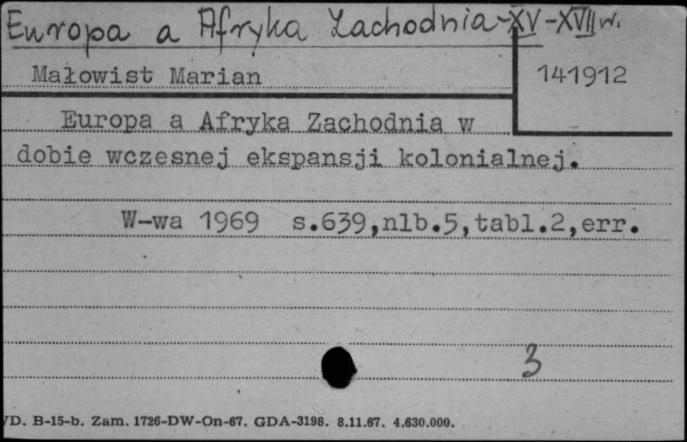 Europa a Afryka Zachodnia-XV-XVII w.
Małowist Marian
141912
Europa a Afryka Zachodnia w
dobie wczesnej ekspansji kolonialnej.
W-wa 1969 s.639,nlb.5,tabl.2,err.
3
/D. B-15-b. Zam. 1726-DW-On-67. GDA-3198. 8.11.67. 4.630.000.